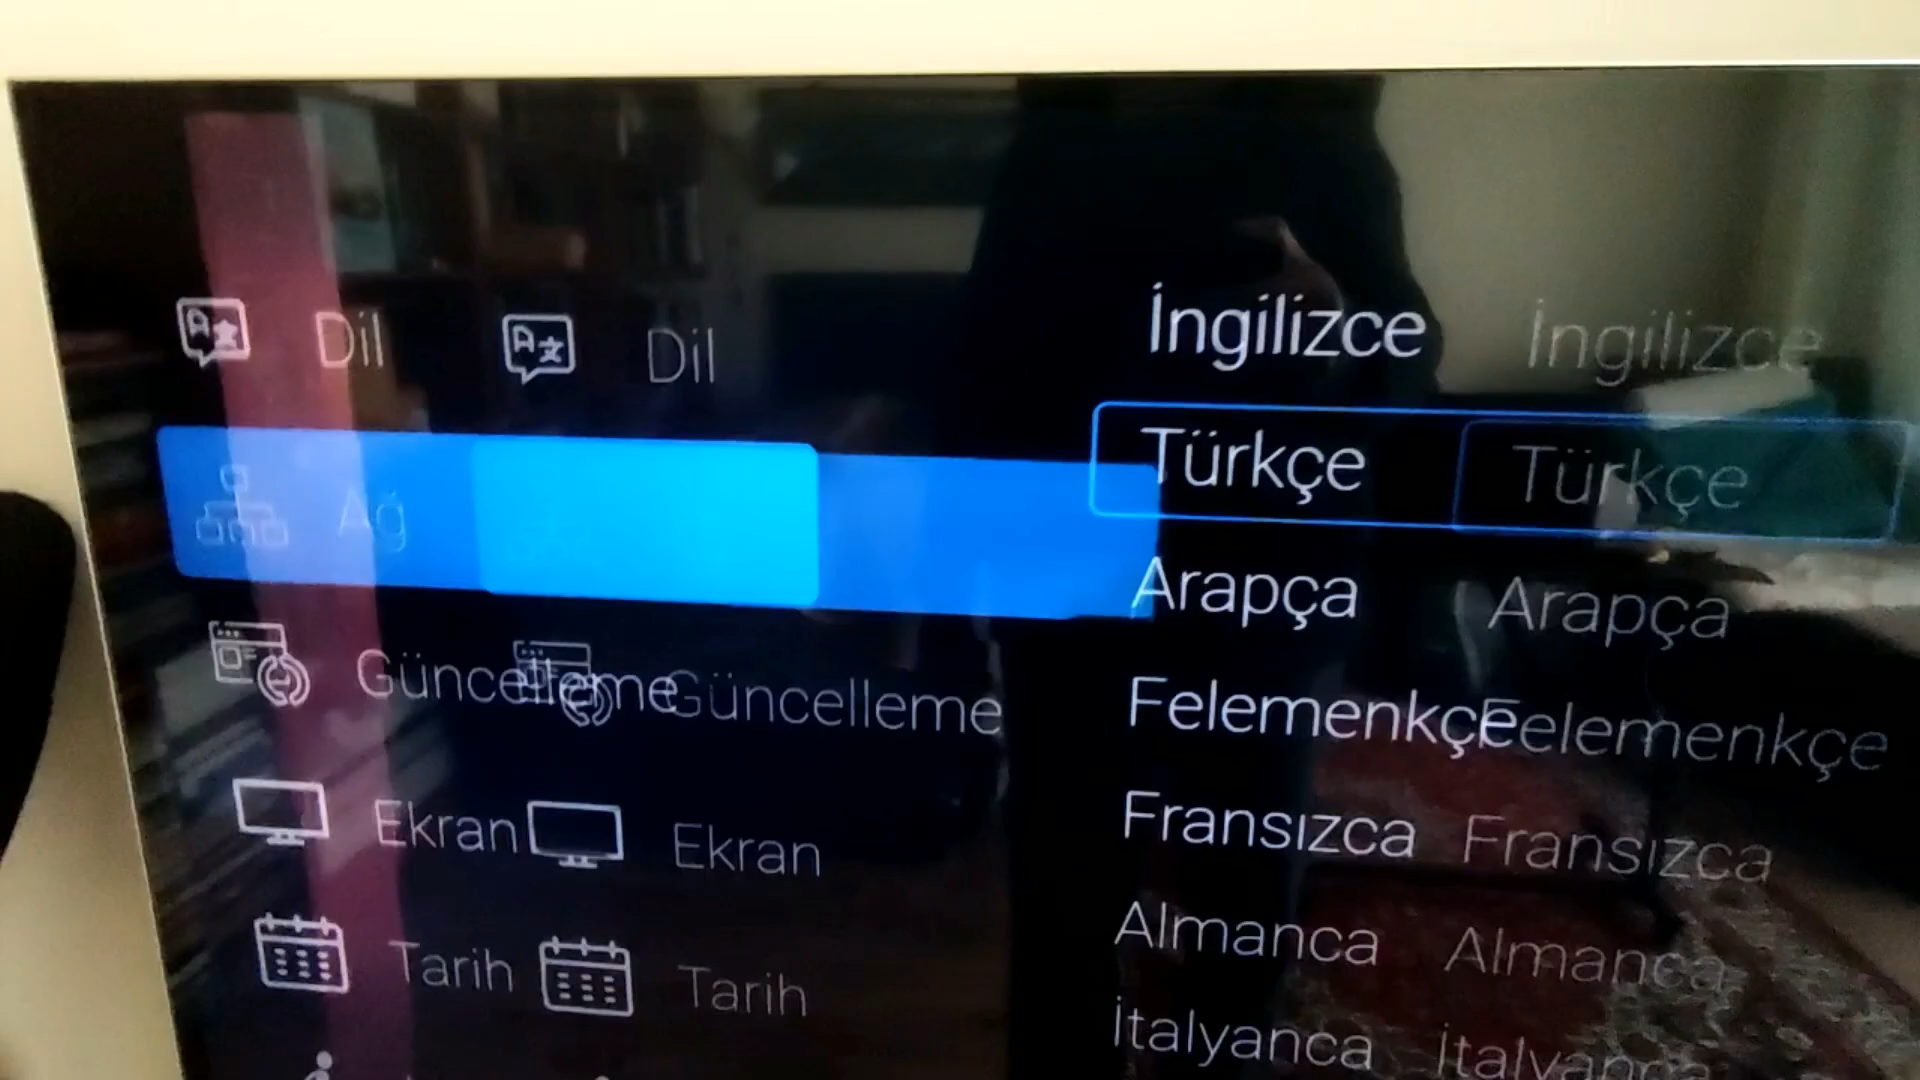 Dil Dil
Ağ
Güncelleme Güncelleme
Ekran Ekran
Tarih Tarih
İngilizce İngilizce
Türkçe Türkçe
Arapça Arapça
Felemenkçe Felemenkçe
Fransızca Fransızca
Almanca Almanca
İtalyanca İtalyanca